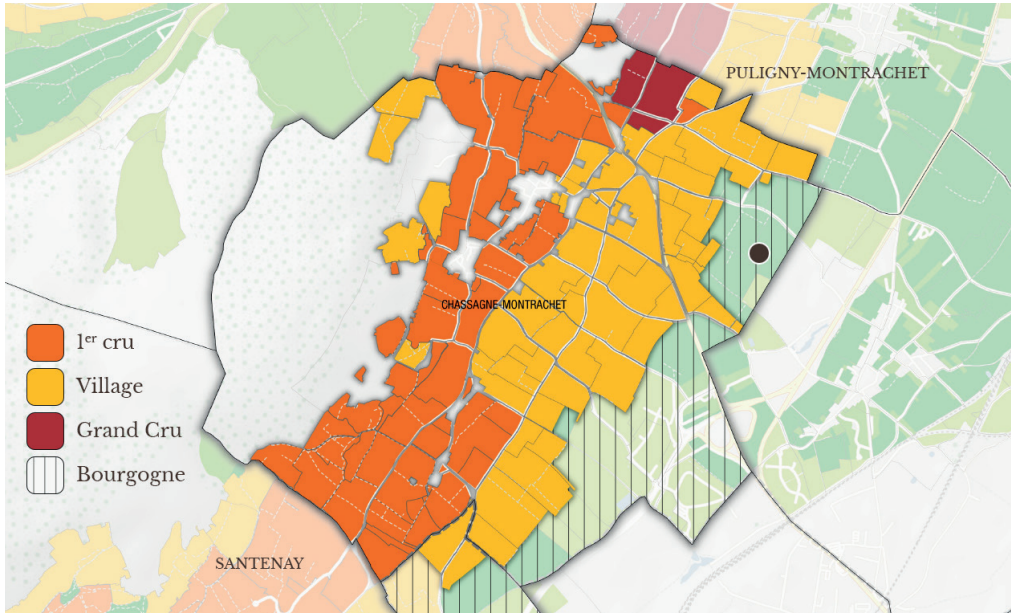 PULIGNY-MONTRACHET
CHASSAGNE-MONTRACHET
1er cru
Village
Grand Cru
Bourgogne
SANTENAY